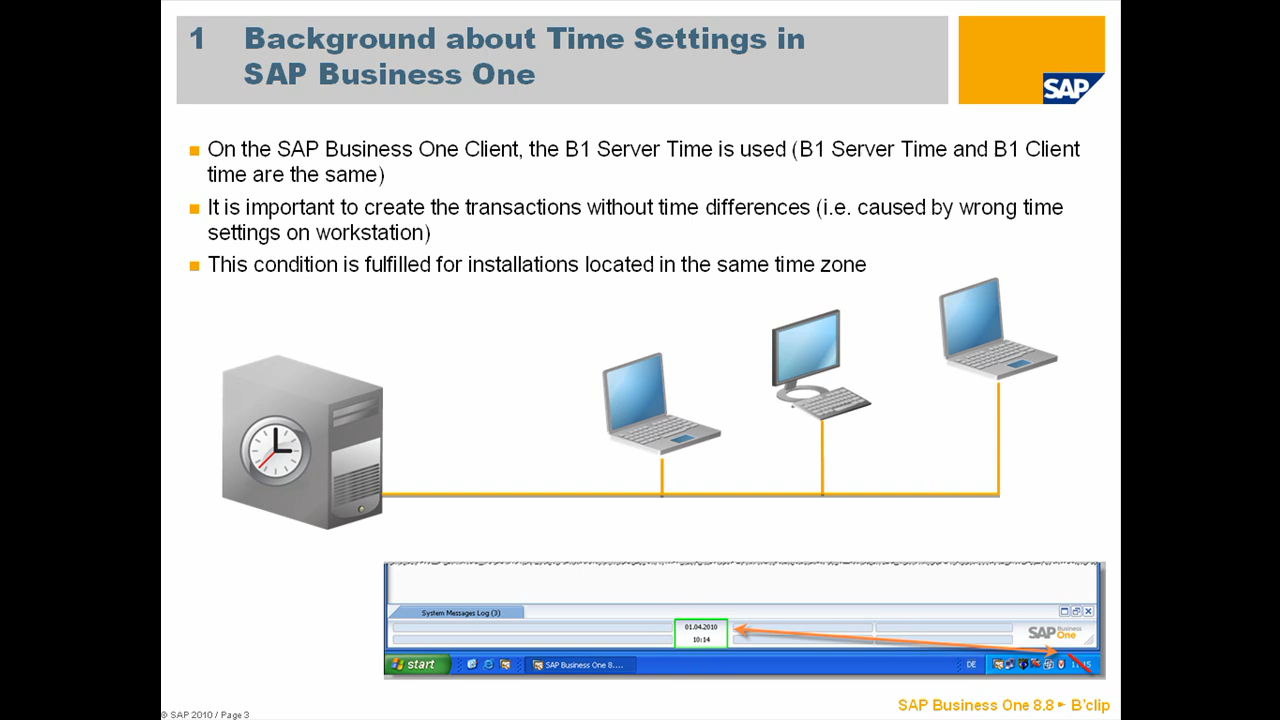 1 Background about Time Settings in
SAP Business One
SAP
On the SAP Business One Client, the B1 Server Time is used (B1 Server Time and B1 Client
time are the same)
It is important to create the transactions without time differences (i.e. caused by wrong time
settings on workstation)
This condition is fulfilled for installations located in the same time zone
System Messages Log (3)
01.04.2010
10:14
SAP Business One
start
SAP Business One 8....
DE
SAP Business One 8.8 ► B'clip
© SAP 2010 / Page 3